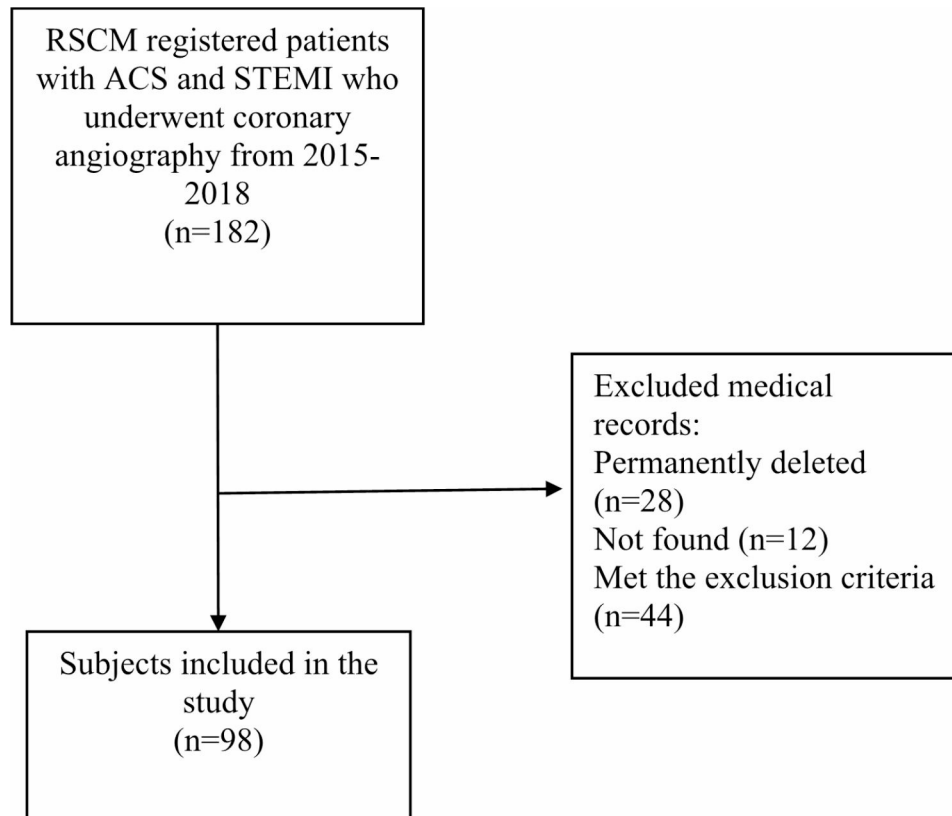 RSCM registered patients
with ACS and STEMI who
underwent coronary
angiography from 2015-
2018
(n=182)
Excluded medical
records:
Permanently deleted
(n=28)
Not found (n=12)
Met the exclusion criteria
(n=44)
Subjects included in the
study
(n=98)